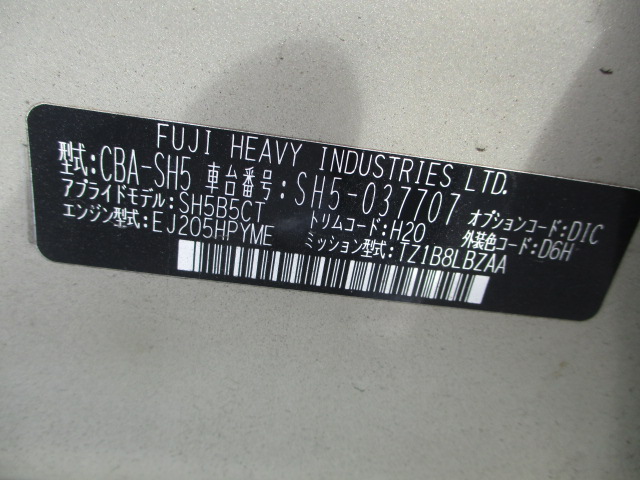 FUJI HEAVY INDUSTRIES LTD.
型式:CBA-SH5 車台番号:SH5-037707 オプションコード:DIC
アプライドモデル:SH5B5CT トリムコード:H20 外装色コード:D6H
エンジン型式:EJ205HPYME ミッション型式:TZ1B8LBZAA